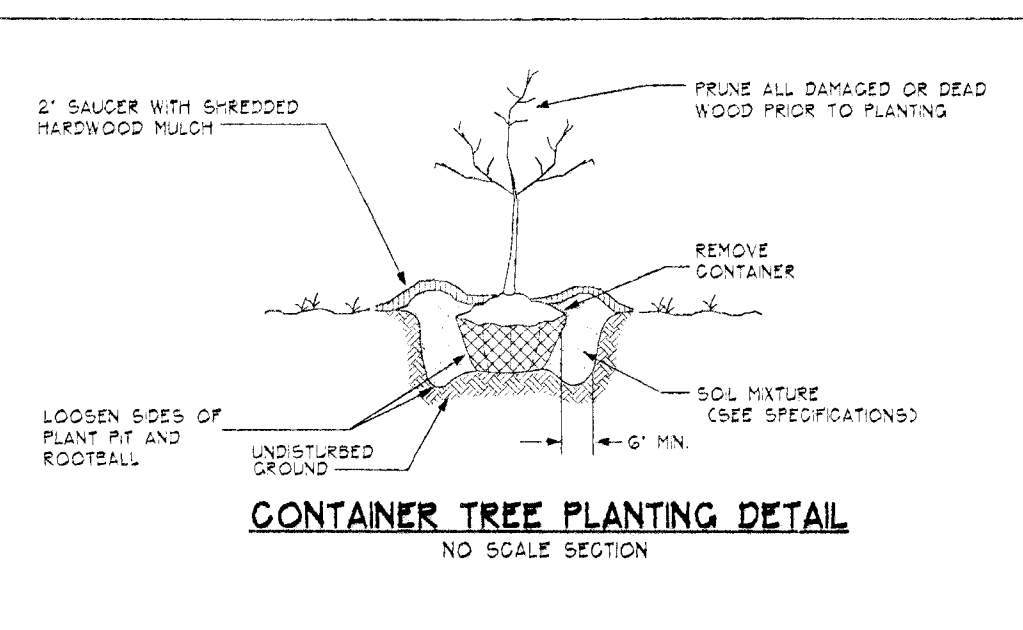 2' SAUCER WITH SHREDDED
HARDWOOD MULCH
PRUNE ALL DAMAGED OR DEAD
WOOD PRIOR TO PLANTING
REMOVE
CONTAINER
SOIL MIXTURE
(SEE SPECIFICATIONS)
LOOSEN SIDES OF
PLANT PIT AND
ROOTBALL
UNDISTURBED
GROUND
6' MIN.
CONTAINER TREE PLANTING DETAIL
NO SCALE SECTION